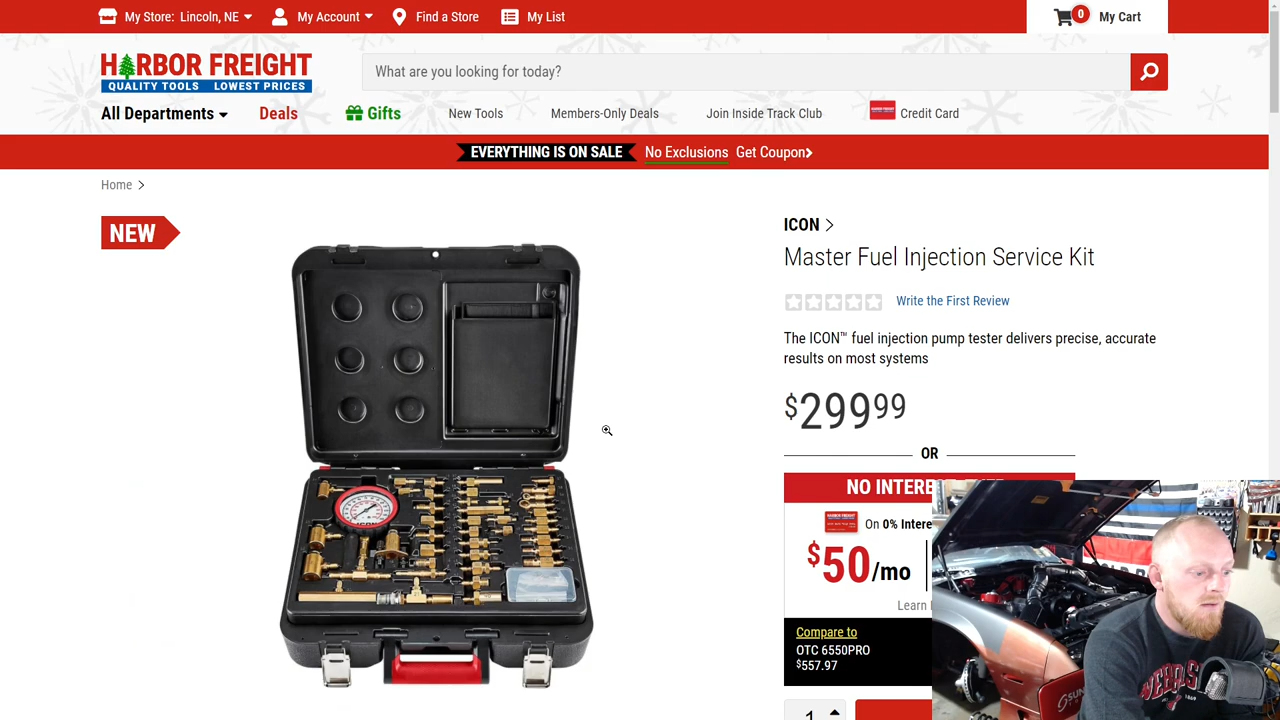 My Store: Lincoln, NE
My Account
Find a Store
My List
0
My Cart
HARBOR FREIGHT
QUALITY TOOLS LOWEST PRICES
What are you looking for today?
All Departments
Deals
Gifts
New Tools
Members-Only Deals
Join Inside Track Club
Credit Card
EVERYTHING IS ON SALE No Exclusions Get Coupon
Home
NEW
ICON
Master Fuel Injection Service Kit
Write the First Review
The ICON™ fuel injection pump tester delivers precise, accurate
results on most systems
$299 99
OR
NO
On 0%
$50/mo
Learn
Compare to
OTC 6550PRO
$557.97
1
ICON
SUN